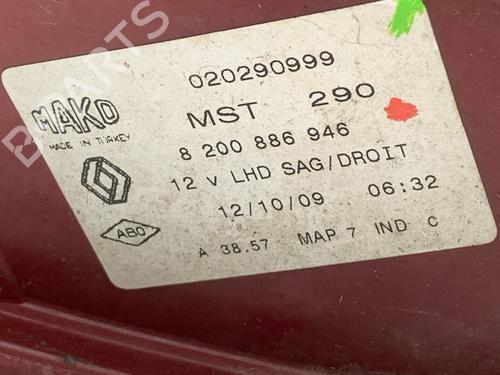 020290999
MAKO
MST 290
MADE IN TURKEY
8 200 886 946
12 V LHD SAG/DROIT
12/10/09 06:32
ABO
A 38.57 MAP 7 IND C
B-PARTS